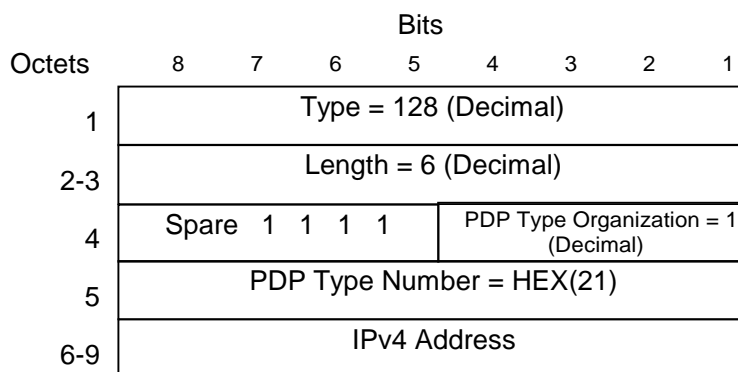 Bits
Octets 8 7 6 5 4 3 2 1
1 Type = 128 (Decimal)
2-3 Length = 6 (Decimal)
4 Spare 1 1 1 1 PDP Type Organization = 1
(Decimal)
5 PDP Type Number = HEX(21)
6-9 IPv4 Address